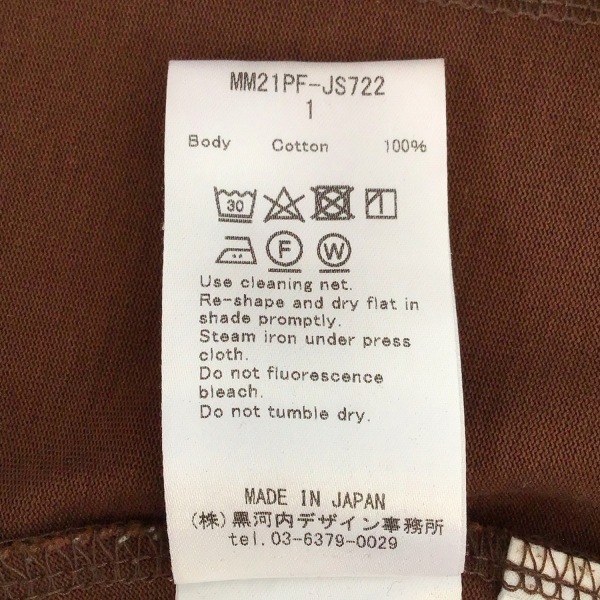 MM21PF-JS722
1
Body Cotton 100%
30
F W
Use cleaning net.
Re-shape and dry flat in
shade promptly.
Steam iron under press
cloth.
Do not fluorescence
bleach.
Do not tumble dry.
MADE IN JAPAN
(株)黒河内デザイン事務所
tel. 03-6379-0029